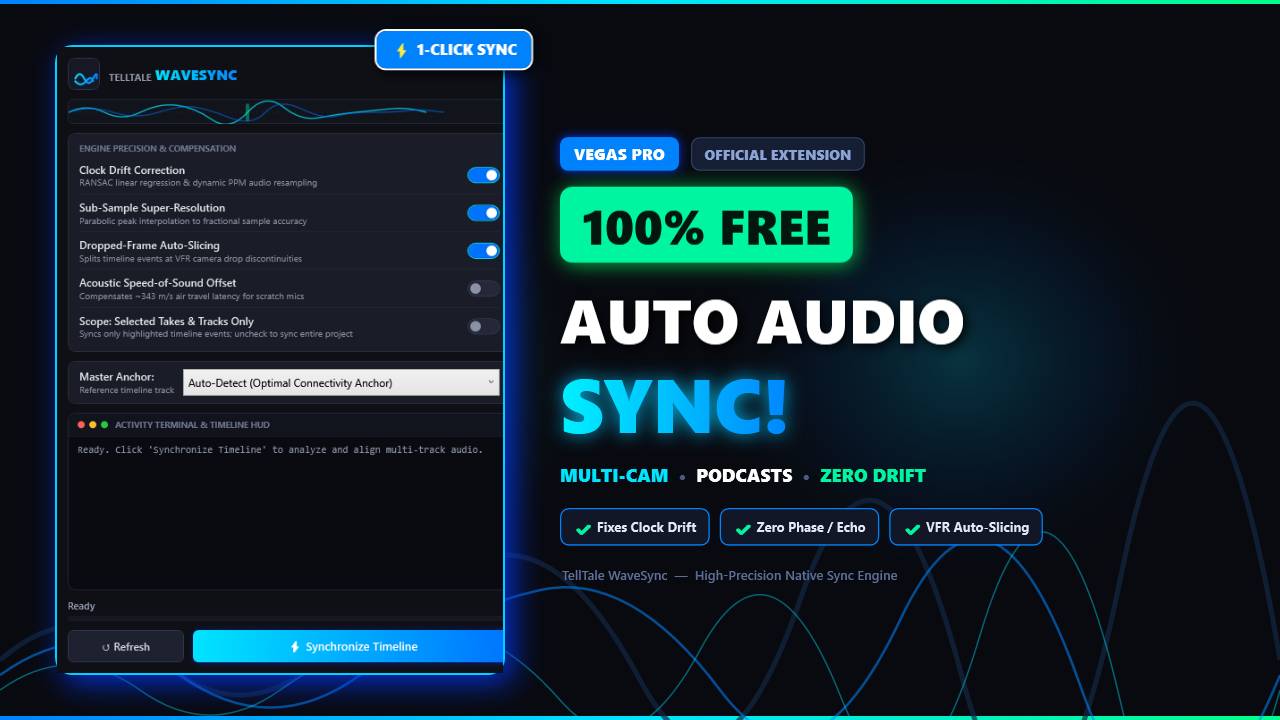 ⚡ 1-CLICK SYNC
TELLTALE WAVESYNC
ENGINE PRECISION & COMPENSATION
Clock Drift Correction
RANSAC linear regression & dynamic PPM audio resampling
Sub-Sample Super-Resolution
Parabolic peak interpolation to fractional sample accuracy
Dropped-Frame Auto-Slicing
Splits timeline events at VFR camera drop discontinuities
Acoustic Speed-of-Sound Offset
Compensates ~343 m/s air travel latency for scratch mics
Scope: Selected Takes & Tracks Only
Syncs only highlighted timeline events; uncheck to sync entire project
Master Anchor:
Reference timeline track
Auto-Detect (Optimal Connectivity Anchor)
ACTIVITY TERMINAL & TIMELINE HUD
Ready. Click 'Synchronize Timeline' to analyze and align multi-track audio.
Ready
↺ Refresh
⚡ Synchronize Timeline
VEGAS PRO
OFFICIAL EXTENSION
100% FREE
AUTO AUDIO
SYNC!
MULTI-CAM • PODCASTS • ZERO DRIFT
✔ Fixes Clock Drift
✔ Zero Phase / Echo
✔ VFR Auto-Slicing
TellTale WaveSync — High-Precision Native Sync Engine